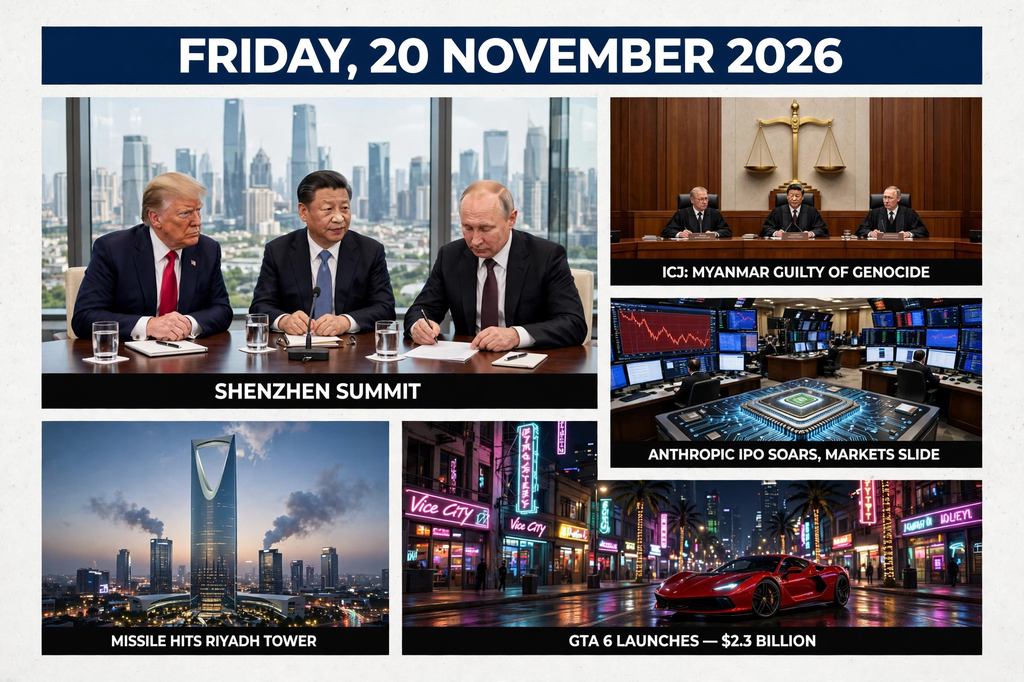 FRIDAY, 20 NOVEMBER 2026
SHENZHEN SUMMIT
ICJ: MYANMAR GUILTY OF GENOCIDE
ANTHROPIC IPO SOARS, MARKETS SLIDE
MISSILE HITS RIYADH TOWER
Vice City
Vice City
GTA 6 LAUNCHES — $2.3 BILLION